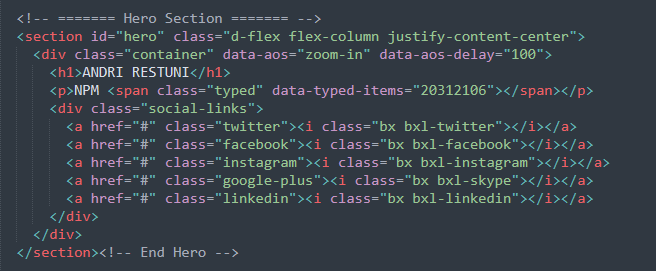 <!-- ======= Hero Section ======= -->
<section id="hero" class="d-flex flex-column justify-content-center">
<div class="container" data-aos="zoom-in" data-aos-delay="100">
<h1>ANDRI RESTUNI</h1>
<p>NPM <span class="typed" data-typed-items="20312106"></span></p>
<div class="social-links">
<a href="#" class="twitter"><i class="bx bxl-twitter"></i></a>
<a href="#" class="facebook"><i class="bx bxl-facebook"></i></a>
<a href="#" class="instagram"><i class="bx bxl-instagram"></i></a>
<a href="#" class="google-plus"><i class="bx bxl-skype"></i></a>
<a href="#" class="linkedin"><i class="bx bxl-linkedin"></i></a>
</div>
</div>
</section><!-- End Hero -->